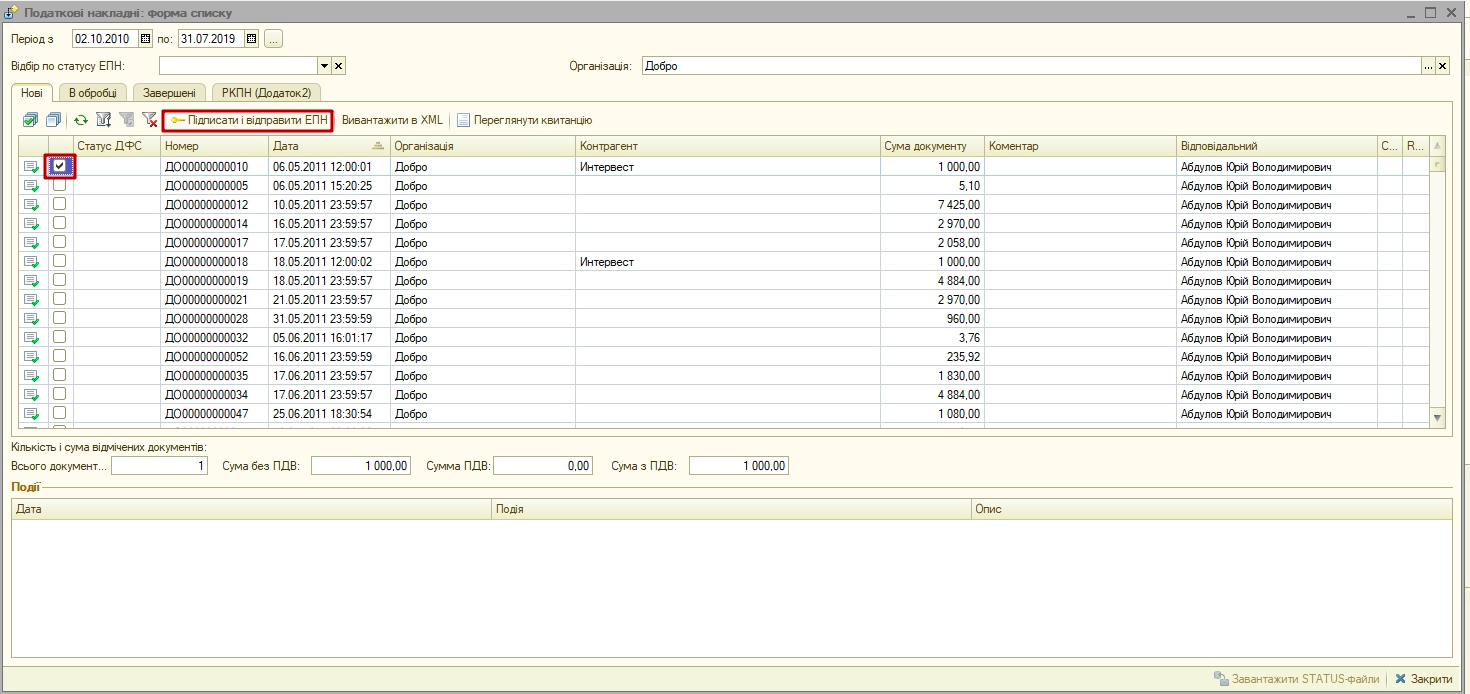 Податкові накладні: форма списку
Період з 02.10.2010 по: 31.07.2019 ...
Відбір по статусу ЕПН: Організація: Добро ...
Нові В обробці Завершені РКПН (Додаток2)
Підписати і відправити ЕПН Вивантажити в XML Переглянути квитанцію
Статус ДФС Номер Дата Організація Контрагент Сума документу Коментар Відповідальний С... R...
ДО00000000010 06.05.2011 12:00:01 Добро Интервест 1 000,00 Абдулов Юрій Володимирович
ДО00000000005 06.05.2011 15:20:25 Добро 5,10 Абдулов Юрій Володимирович
ДО00000000012 10.05.2011 23:59:57 Добро 7 425,00 Абдулов Юрій Володимирович
ДО00000000014 16.05.2011 23:59:57 Добро 2 970,00 Абдулов Юрій Володимирович
ДО00000000017 17.05.2011 23:59:57 Добро 2 058,00 Абдулов Юрій Володимирович
ДО00000000018 18.05.2011 12:00:02 Добро Интервест 1 000,00 Абдулов Юрій Володимирович
ДО00000000019 18.05.2011 23:59:57 Добро 4 884,00 Абдулов Юрій Володимирович
ДО00000000021 21.05.2011 23:59:57 Добро 2 970,00 Абдулов Юрій Володимирович
ДО00000000028 31.05.2011 23:59:59 Добро 960,00 Абдулов Юрій Володимирович
ДО00000000032 05.06.2011 16:01:17 Добро 3,76 Абдулов Юрій Володимирович
ДО00000000052 16.06.2011 23:59:59 Добро 235,92 Абдулов Юрій Володимирович
ДО00000000035 17.06.2011 23:59:57 Добро 1 830,00 Абдулов Юрій Володимирович
ДО00000000034 17.06.2011 23:59:57 Добро 4 884,00 Абдулов Юрій Володимирович
ДО00000000047 25.06.2011 18:30:54 Добро 1 080,00 Абдулов Юрій Володимирович
Кількість і сума відмічених документів:
Всього документ... 1 Сума без ПДВ: 1 000,00 Сумма ПДВ: 0,00 Сума з ПДВ: 1 000,00
Події
Дата Подія Опис
Завантажити STATUS-файли Закрити